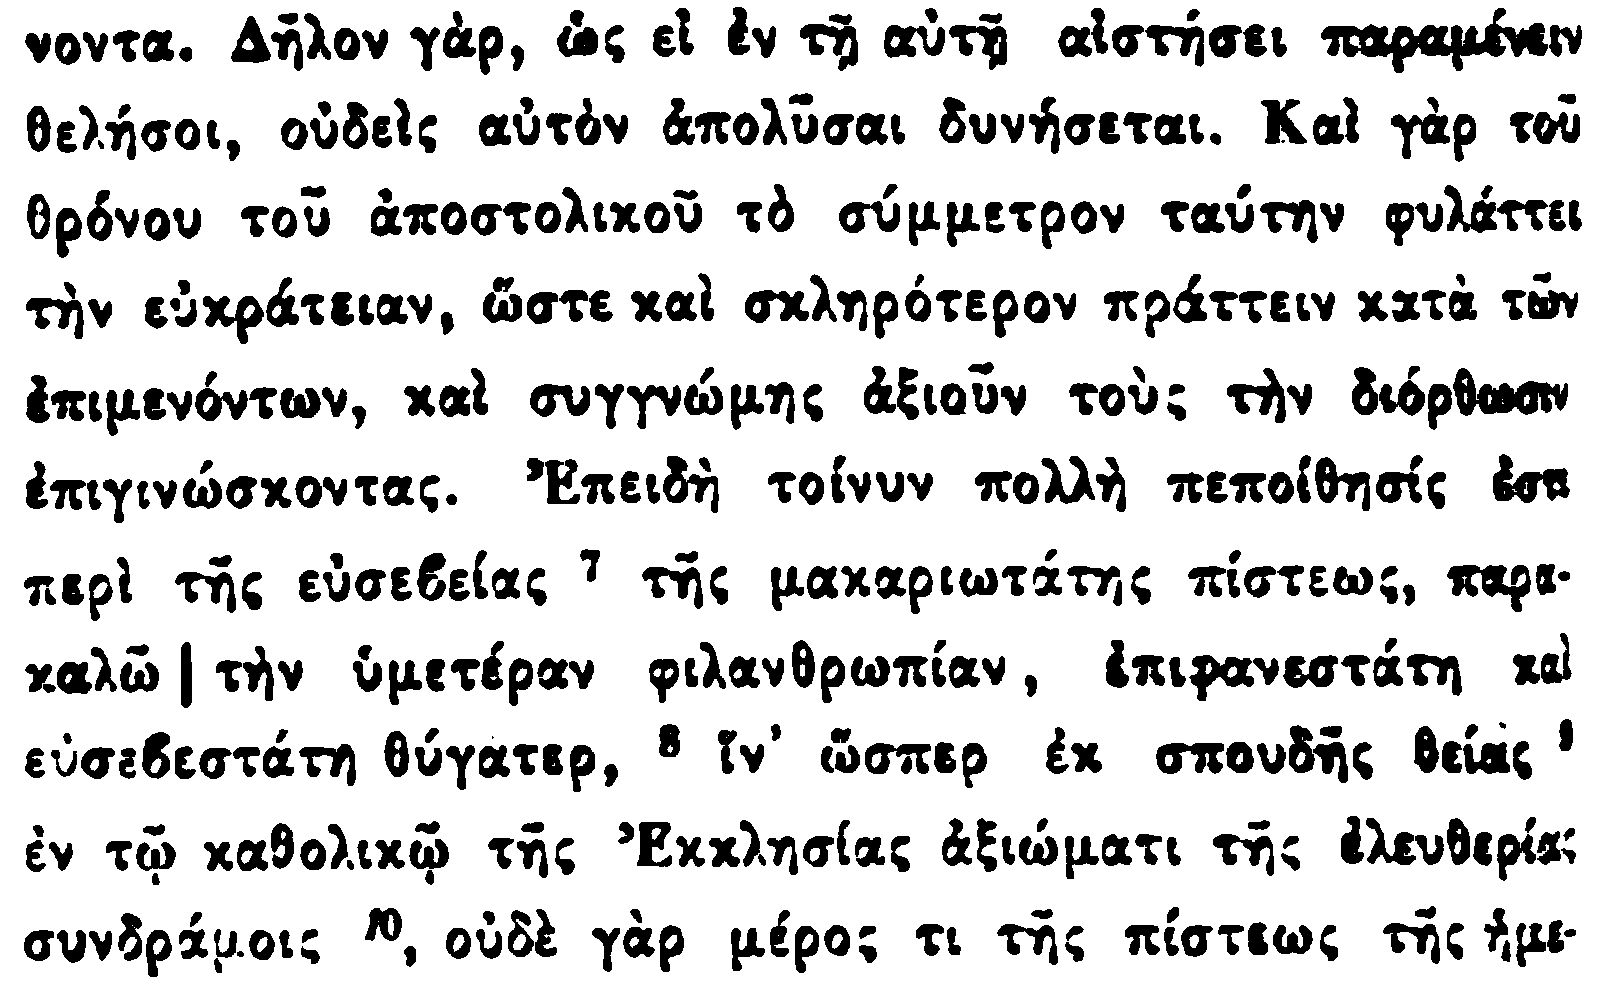 νοντα. Δῆλον γὰρ, ὡς εἰ ἐν τῇ αὐτῇ αἰστήσει παραμένειν
θελήσοι, οὐδεὶς αὐτὸν ἀπολῦσαι δυνήσεται. Καὶ γὰρ τοῦ
θρόνου τοῦ ἀποστολικοῦ τὸ σύμμετρον ταύτην φυλάττει
τὴν εὐκράτειαν, ὥστε καὶ σκληρότερον πράττειν κατὰ τῶν
ἐπιμενόντων, καὶ συγγνώμης ἀξιοῦν τοὺς τὴν διόρθωσιν
ἐπιγινώσκοντας. Ἐπειδὴ τοίνυν πολλὴ πεποίθησίς ἐστι
περὶ τῆς εὐσεβείας 7 τῆς μακαριωτάτης πίστεως, παρα-
καλῶ | τὴν ὑμετέραν φιλανθρωπίαν, ἐπιφανεστάτη καὶ
εὐσεβεστάτη θύγατερ, 8 ἵν' ὥσπερ ἐκ σπουδῆς θείας 9
ἐν τῷ καθολικῷ τῆς Ἐκκλησίας ἀξιώματι τῆς ἐλευθερίας
συνδράμοις 10, οὐδὲ γὰρ μέρος τι τῆς πίστεως τῆς ἡμε-